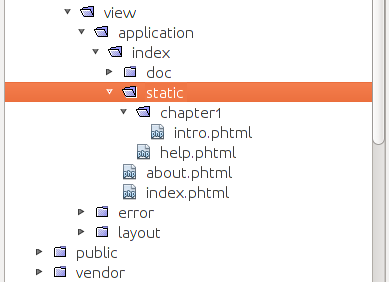 view
application
index
doc
static
chapter1
intro.phtml
help.phtml
about.phtml
index.phtml
error
layout
public
vendor